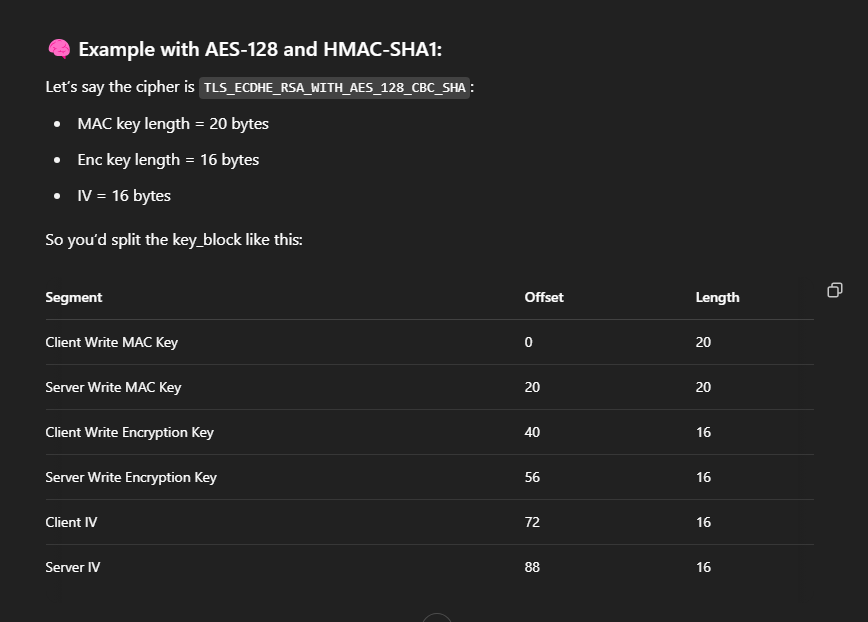 🧠 Example with AES-128 and HMAC-SHA1:
Let's say the cipher is TLS_ECDHE_RSA_WITH_AES_128_CBC_SHA:
• MAC key length = 20 bytes
• Enc key length = 16 bytes
• IV = 16 bytes
So you'd split the key_block like this:
Segment Offset Length
Client Write MAC Key 0 20
Server Write MAC Key 20 20
Client Write Encryption Key 40 16
Server Write Encryption Key 56 16
Client IV 72 16
Server IV 88 16